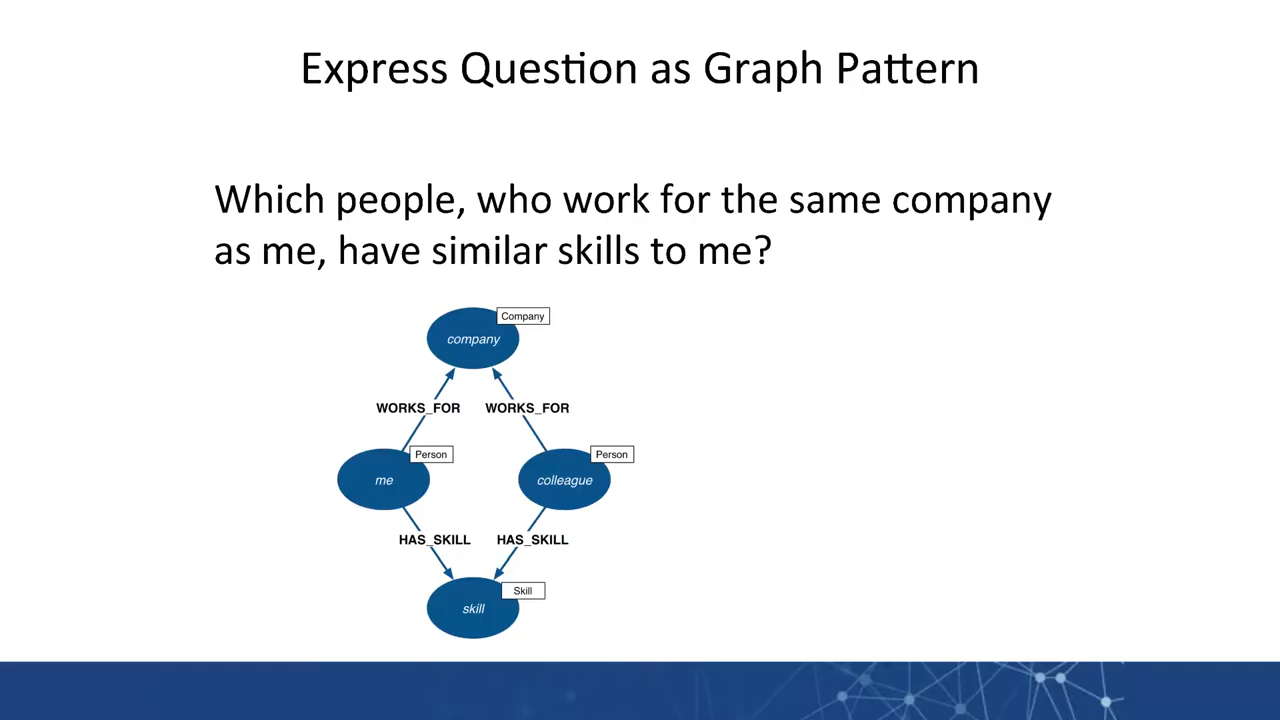 Express Question as Graph Pattern
Which people, who work for the same company
as me, have similar skills to me?
Company
company
WORKS_FOR WORKS_FOR
Person Person
me colleague
HAS_SKILL HAS_SKILL
Skill
skill